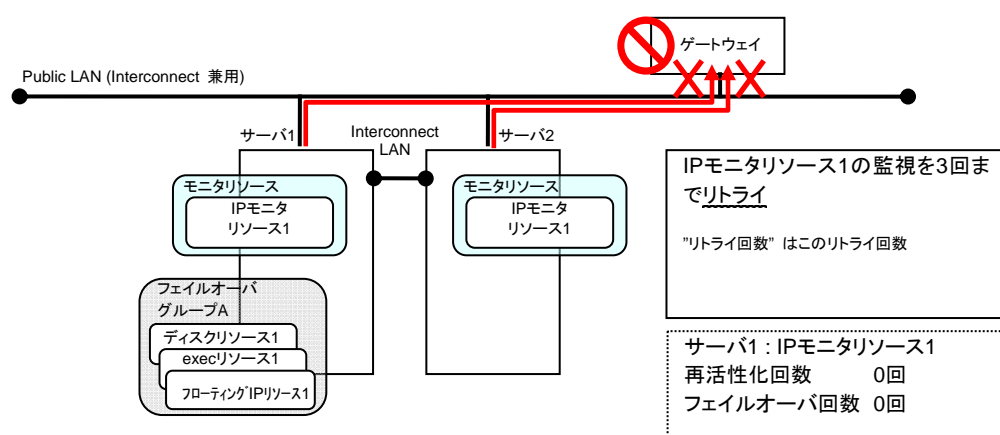 ゲートウェイ
Public LAN (Interconnect 兼用)
サーバ1
Interconnect
LAN
サーバ2
モニタリソース
IPモニタ
リソース1
モニタリソース
IPモニタ
リソース1
フェイルオーバ
グループA
ディスクリソース1
execリソース1
フローティングIPリソース1
IPモニタリソース1の監視を3回ま
でリトライ
”リトライ回数” はこのリトライ回数
サーバ1 : IPモニタリソース1
再活性化回数 0回
フェイルオーバ回数 0回